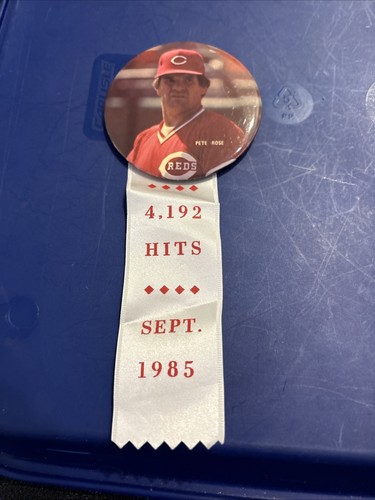 C
PETE ROSE
REDS
4,192
HITS
SEPT.
1985